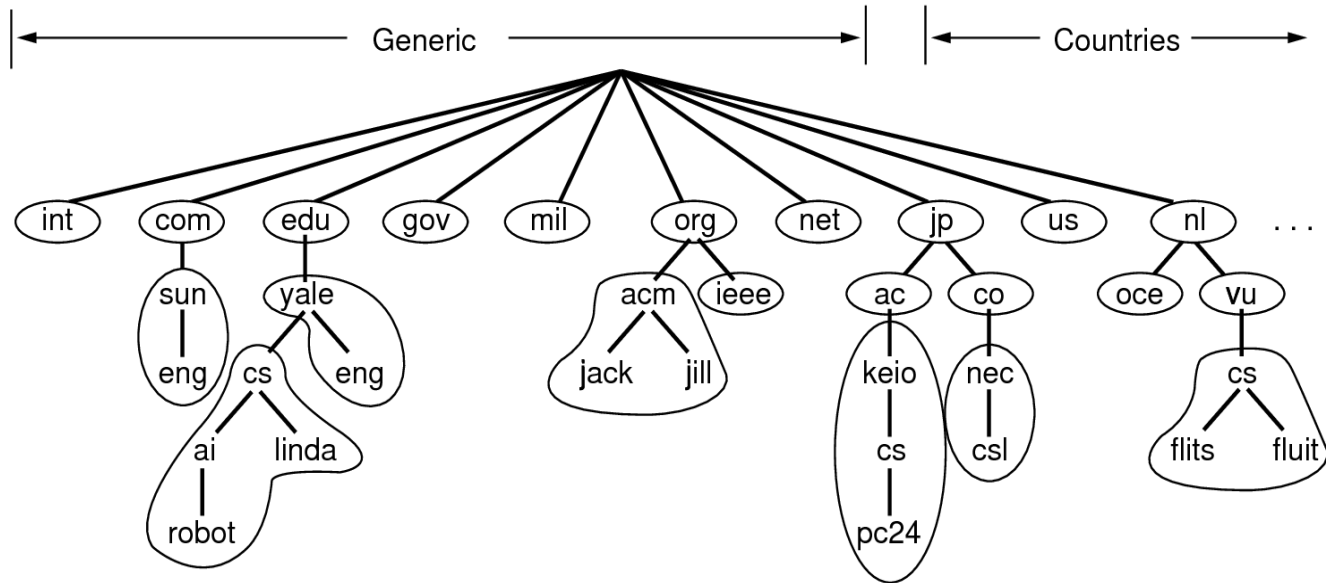 Generic Countries
int com edu gov mil org net jp us nl ...
sun yale acm ieee ac co oce vu
eng cs eng jack jill keio nec cs
ai linda cs csl flits fluit
robot pc24